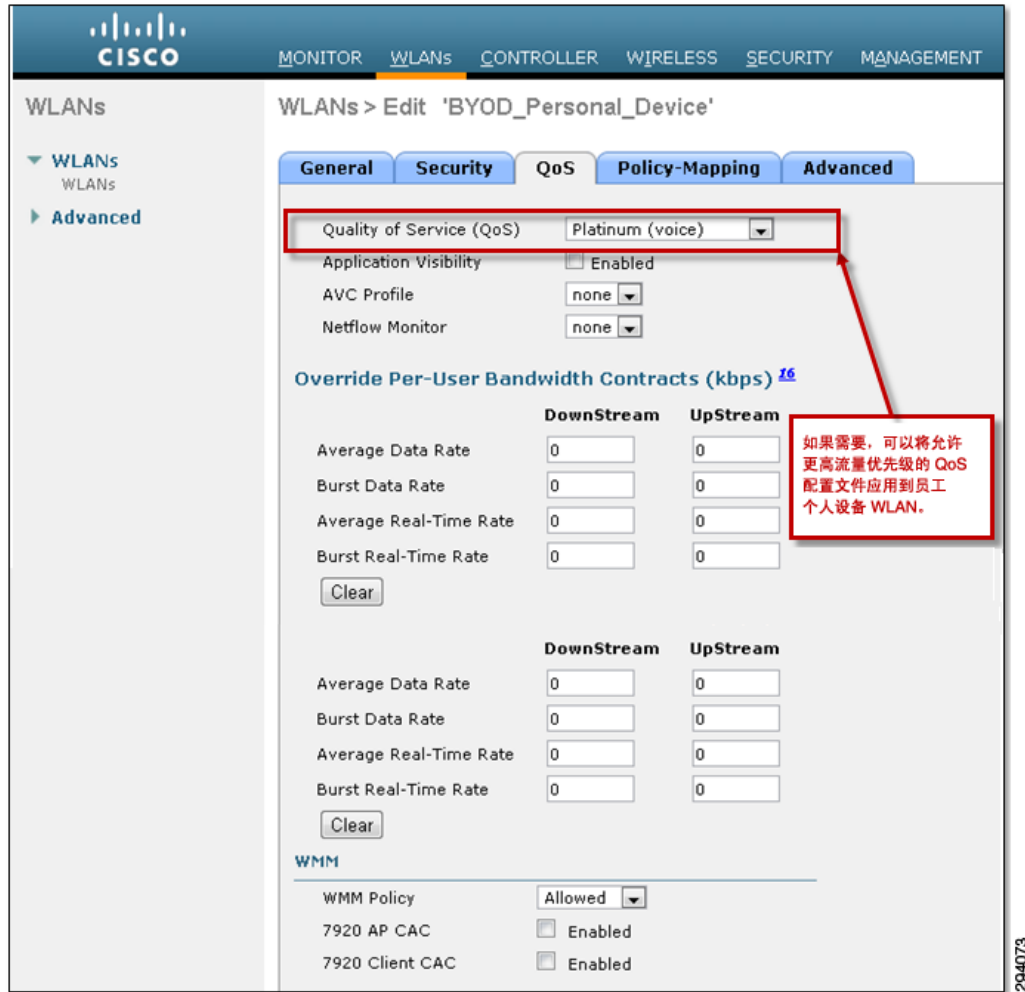 CISCO
MONITOR WLANs CONTROLLER WIRELESS SECURITY MANAGEMENT
WLANs
WLANs > Edit 'BYOD_Personal_Device'
WLANs
WLANs
Advanced
General Security QoS Policy-Mapping Advanced
Quality of Service (QoS) Platinum (voice)
Application Visibility Enabled
AVC Profile none
Netflow Monitor none
Override Per-User Bandwidth Contracts (kbps) 16
DownStream UpStream
Average Data Rate 0 0
Burst Data Rate 0 0
Average Real-Time Rate 0 0
Burst Real-Time Rate 0 0
Clear
如果需要，可以将允许
更高流量优先级的 QoS
配置文件应用到员工
个人设备 WLAN。
DownStream UpStream
Average Data Rate 0 0
Burst Data Rate 0 0
Average Real-Time Rate 0 0
Burst Real-Time Rate 0 0
Clear
WMM
WMM Policy Allowed
7920 AP CAC Enabled
7920 Client CAC Enabled
294073